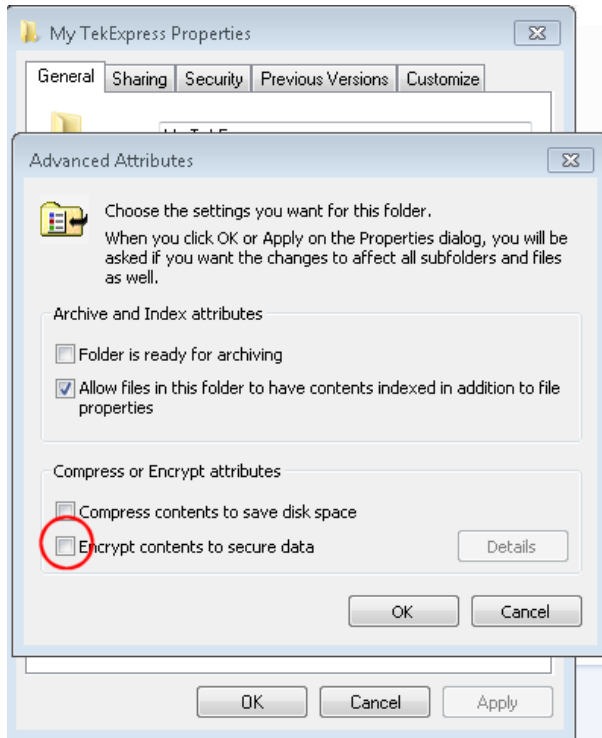 My TekExpress Properties
General Sharing Security Previous Versions Customize
Advanced Attributes
Choose the settings you want for this folder.
When you click OK or Apply on the Properties dialog, you will be
asked if you want the changes to affect all subfolders and files
as well.
Archive and Index attributes
Folder is ready for archiving
Allow files in this folder to have contents indexed in addition to file
properties
Compress or Encrypt attributes
Compress contents to save disk space
Encrypt contents to secure data
Details
OK Cancel
OK Cancel Apply